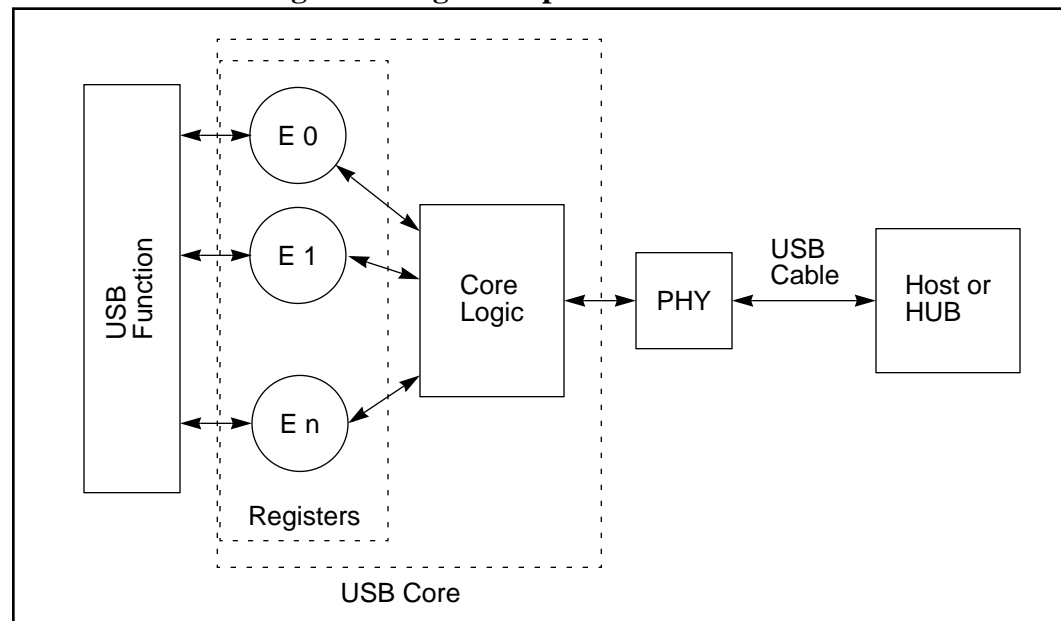 E 0
E 1
E n
USB
Function
Registers
USB Core
Core
Logic
PHY
USB
Cable
Host or
HUB